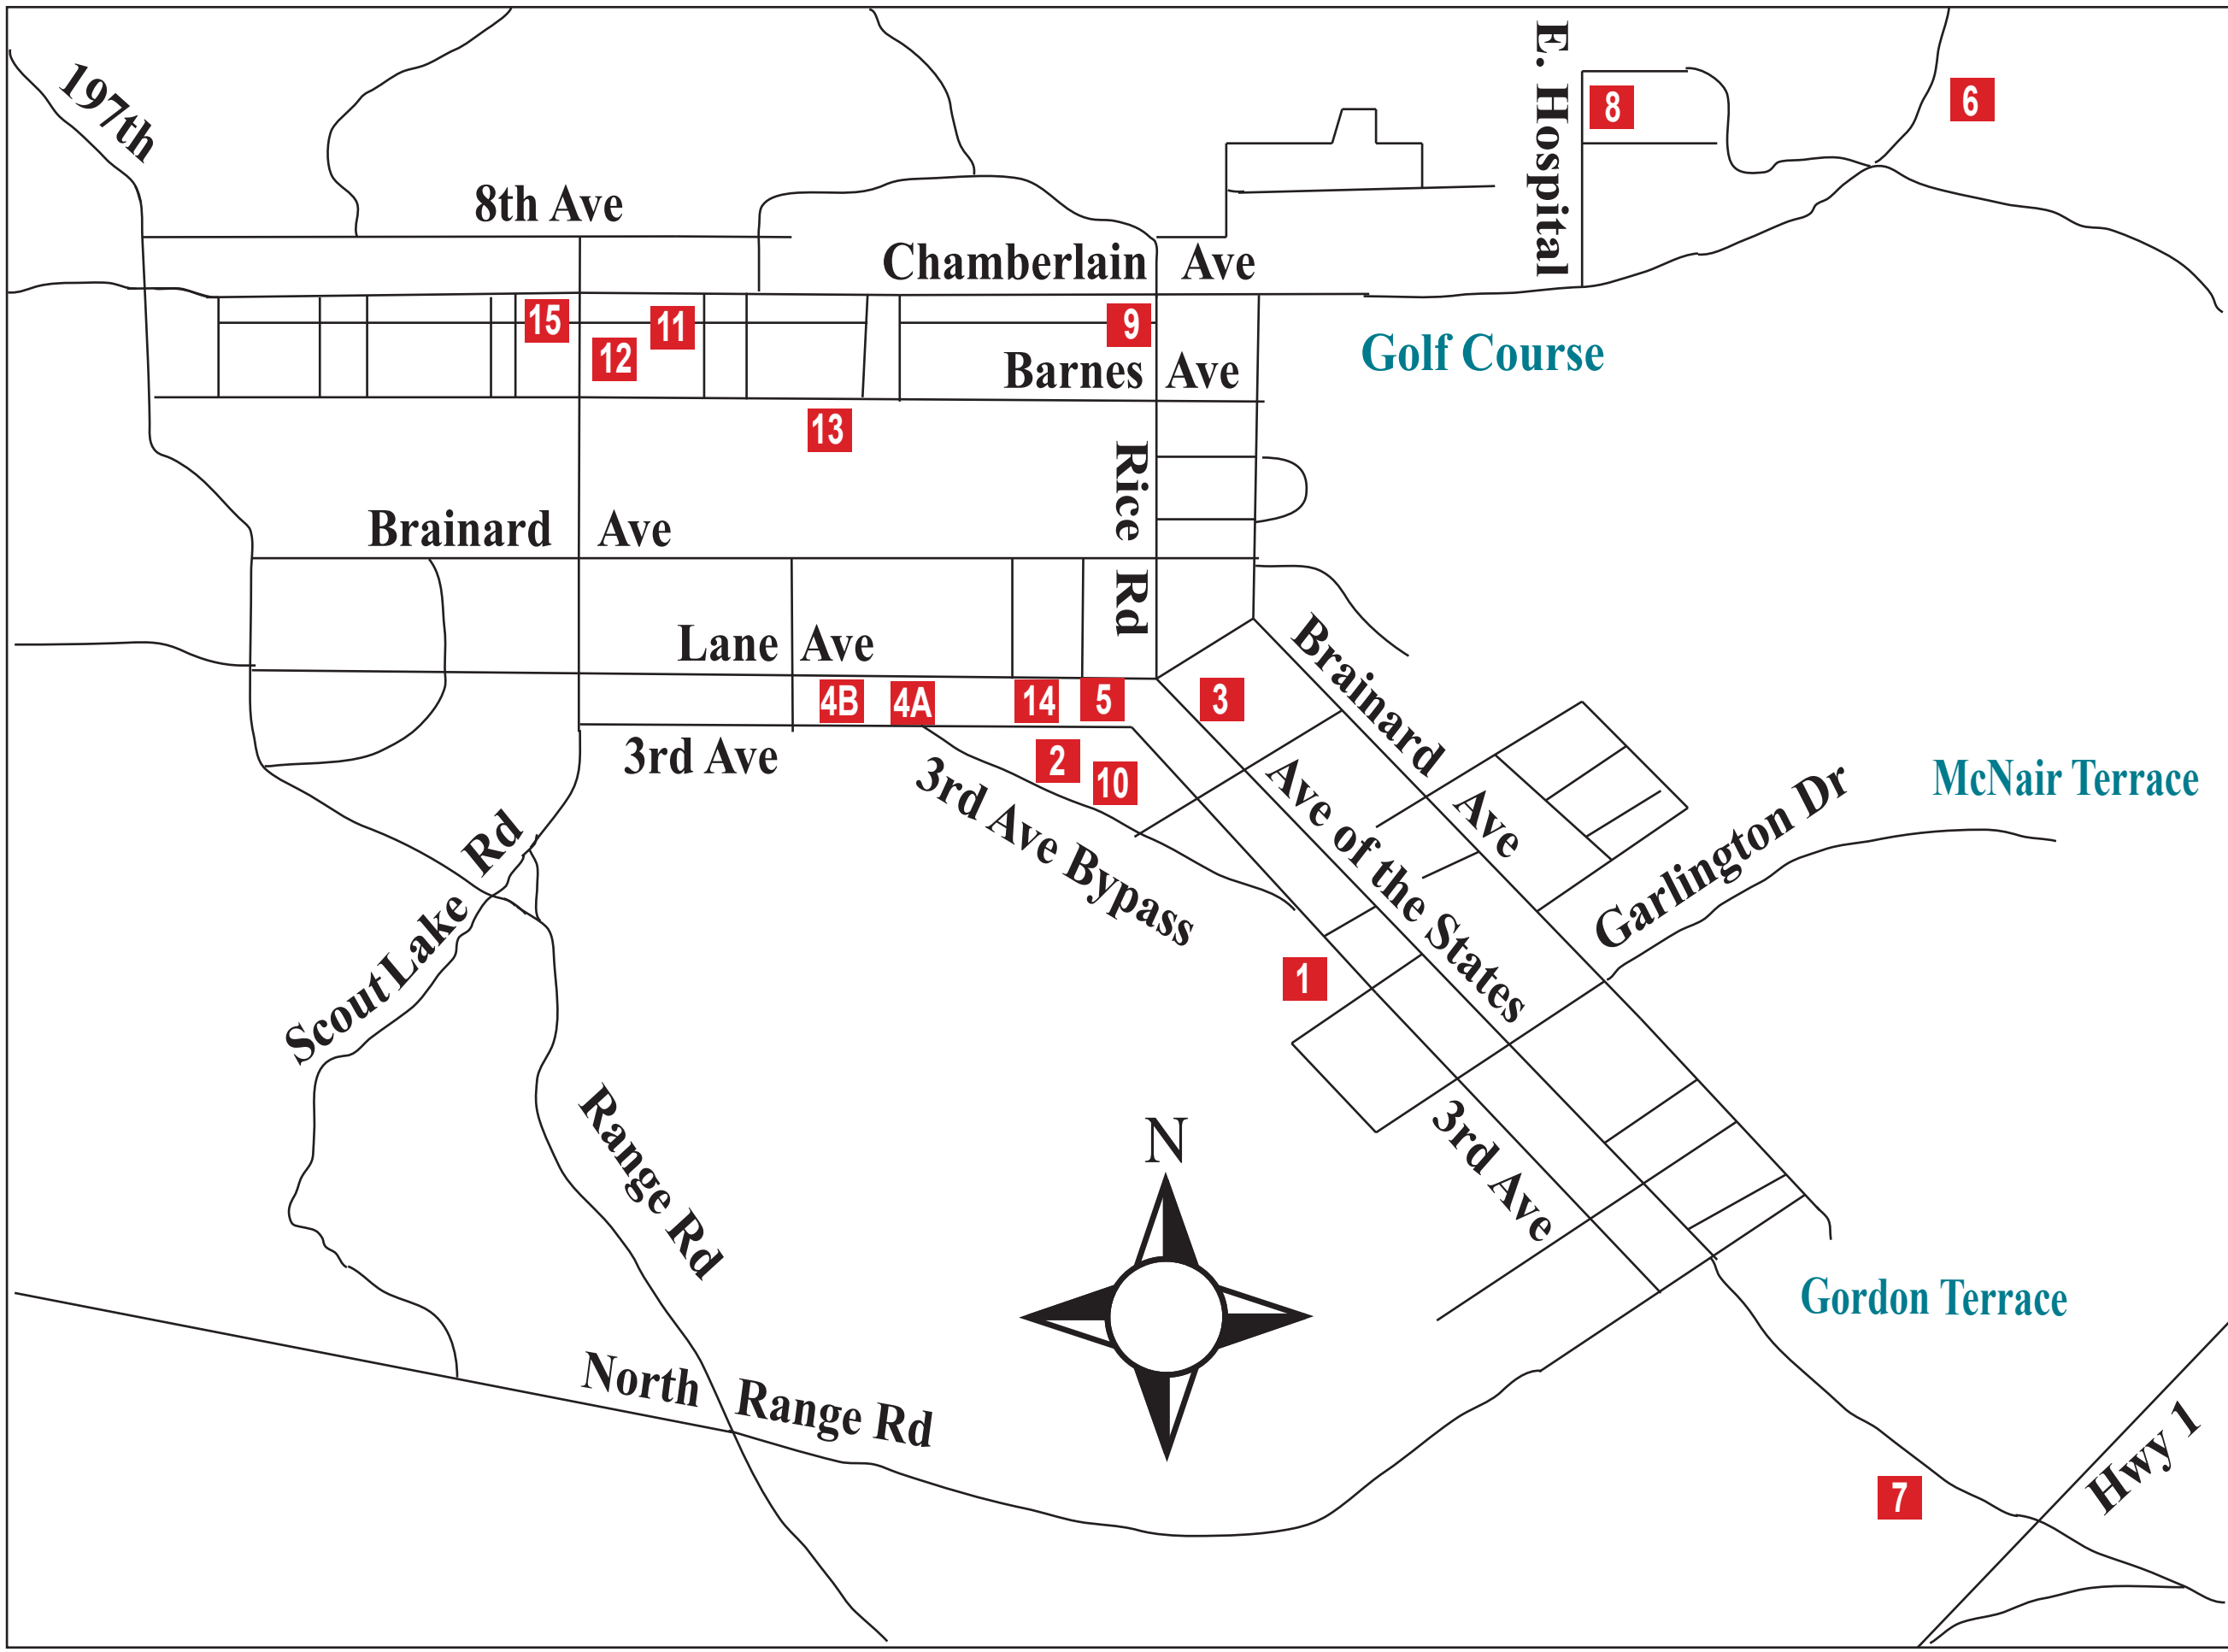 197th
E. Hospital
8
6
8th Ave
Chamberlain Ave
15
11
9
12
Golf Course
Barnes Ave
13
Rice Rd
Brainard Ave
Lane Ave
4B
4A
14
5
3
Brainard Ave
3rd Ave
2
10
McNair Terrace
3rd Ave Bypass
Ave of the States
Garlington Dr
Scout Lake Rd
1
Range Rd
3rd Ave
N
Gordon Terrace
North Range Rd
Hwy 1
7